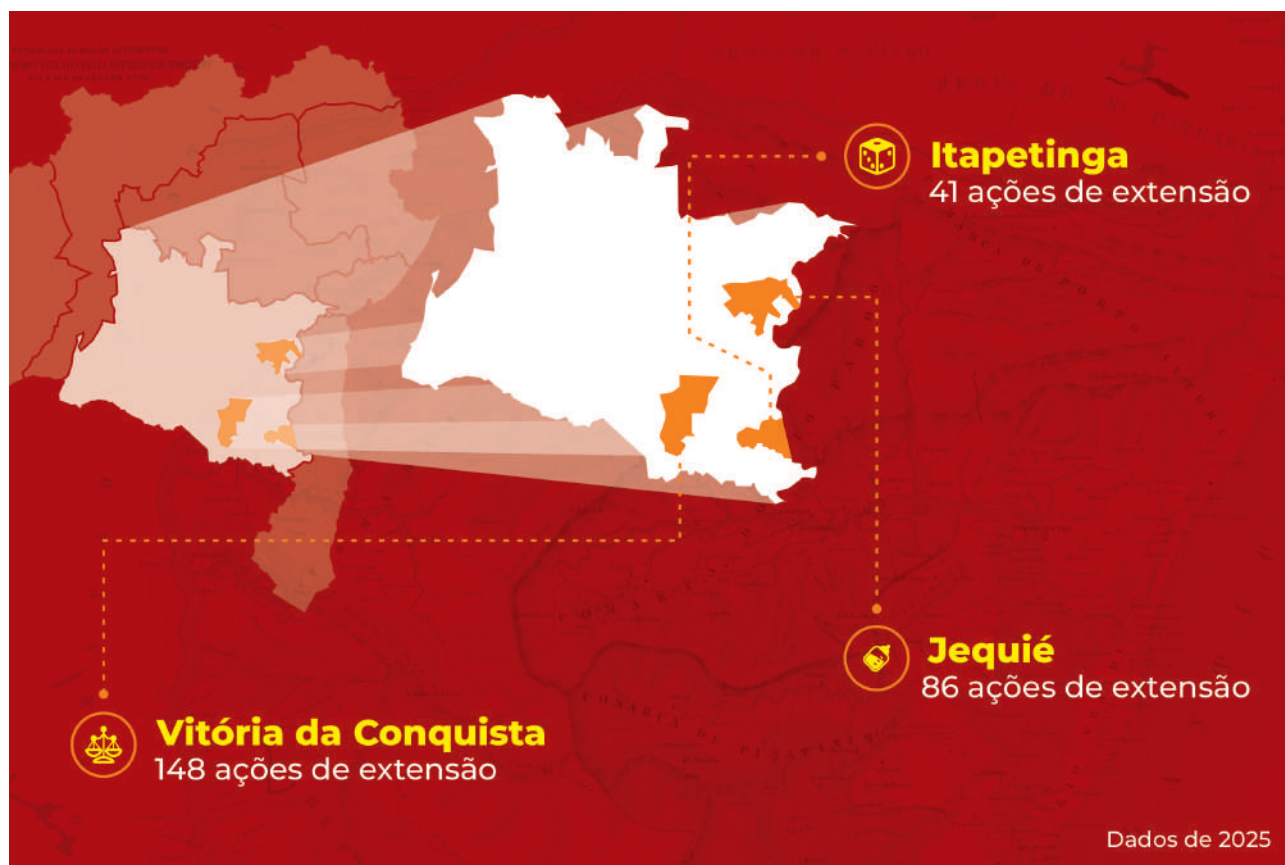 Itapetinga
41 ações de extensão
Jequié
86 ações de extensão
Vitória da Conquista
148 ações de extensão
Dados de 2025